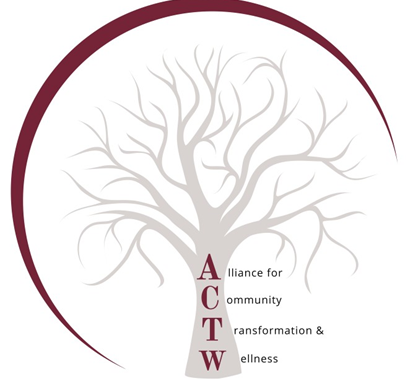 Alliance for
Community
Transformation &
Wellness